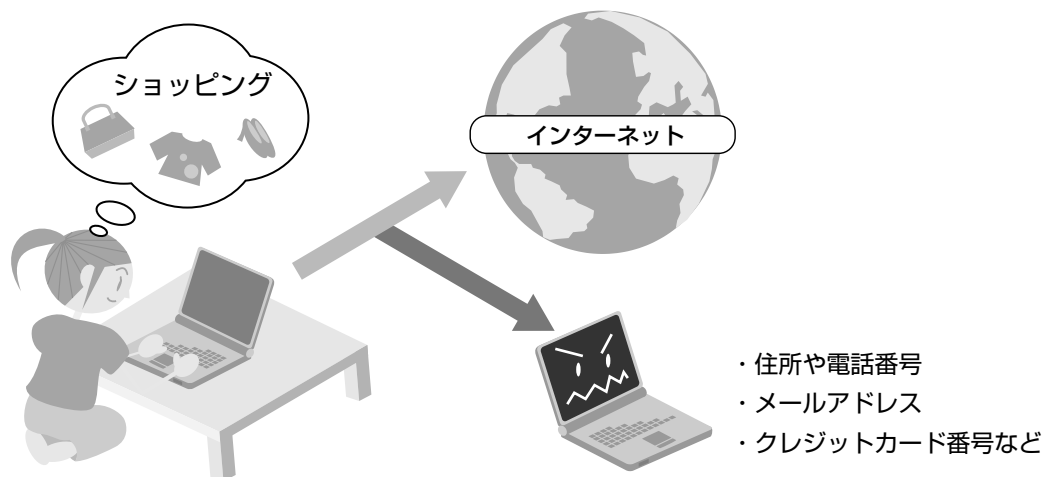 ショッピング
インターネット
・住所や電話番号
・メールアドレス
・クレジットカード番号など